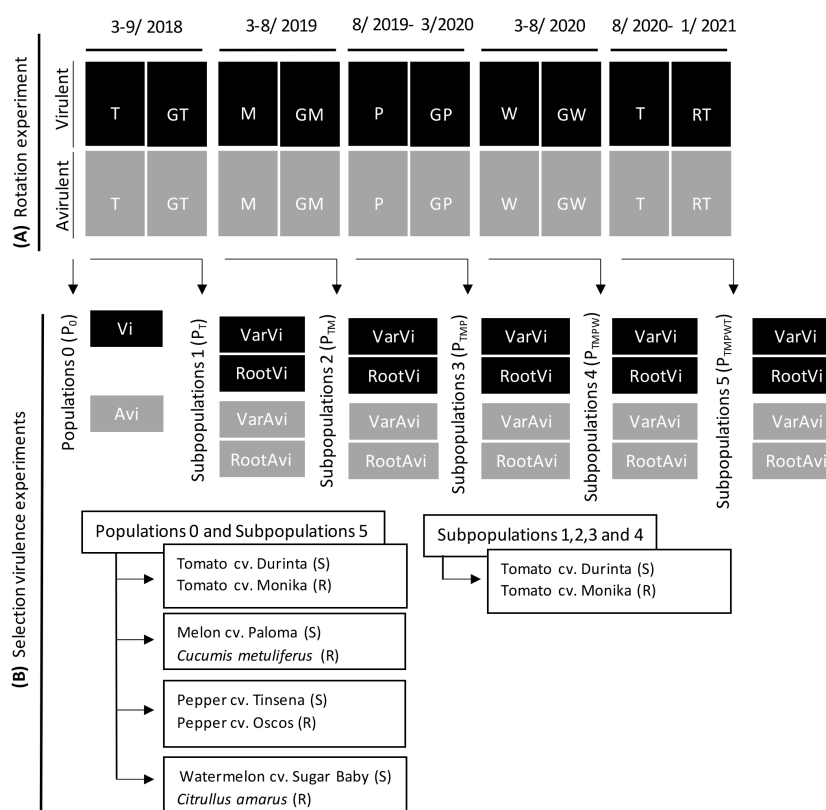 3-9/ 2018
3-8/ 2019
8/ 2019- 3/2020
3-8/ 2020
8/ 2020- 1/ 2021
(A) Rotation experiment
Virulent
T
GT
M
GM
P
GP
W
GW
T
RT
Avirulent
T
GT
M
GM
P
GP
W
GW
T
RT
(B) Selection virulence experiments
Populations 0 (P0)
Vi
Avi
Subpopulations 1 (PT)
VarVi
RootVi
VarAvi
RootAvi
Subpopulations 2 (PTM)
VarVi
RootVi
VarAvi
RootAvi
Subpopulations 3 (PTMP)
VarVi
RootVi
VarAvi
RootAvi
Subpopulations 4 (PTMPW)
VarVi
RootVi
VarAvi
RootAvi
Subpopulations 5 (PTMPWT)
VarVi
RootVi
VarAvi
RootAvi
Populations 0 and Subpopulations 5
Tomato cv. Durinta (S)
Tomato cv. Monika (R)
Melon cv. Paloma (S)
Cucumis metuliferus (R)
Pepper cv. Tinsena (S)
Pepper cv. Oscos (R)
Watermelon cv. Sugar Baby (S)
Citrullus amarus (R)
Subpopulations 1,2,3 and 4
Tomato cv. Durinta (S)
Tomato cv. Monika (R)